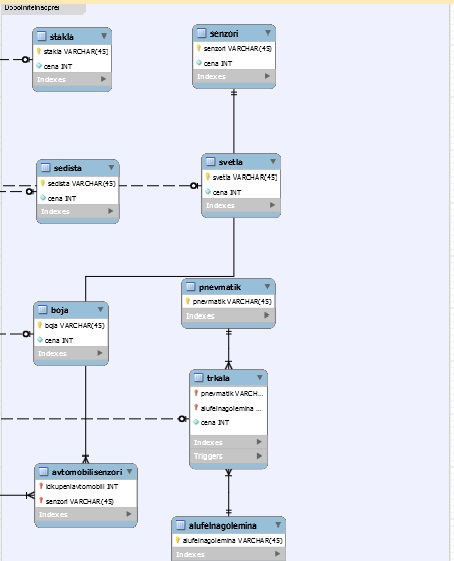 Dopolnitelnaoprei
stakla
stakla VARCHAR(45)
cena INT
Indexes
senzori
senzori VARCHAR(45)
cena INT
Indexes
sedista
sedista VARCHAR(45)
cena INT
Indexes
svetla
svetla VARCHAR(45)
cena INT
Indexes
pnevmatik
pnevmatik VARCHAR(45)
Indexes
boja
boja VARCHAR(45)
cena INT
Indexes
trkala
pnevmatik VARCH...
alufelnagolemina ...
cena INT
Indexes
Triggers
avtomobilisenzori
idkupeniavtomobili INT
senzori VARCHAR(45)
Indexes
alufelnagolemina
alufelnagolemina VARCHAR(45)
Indexes